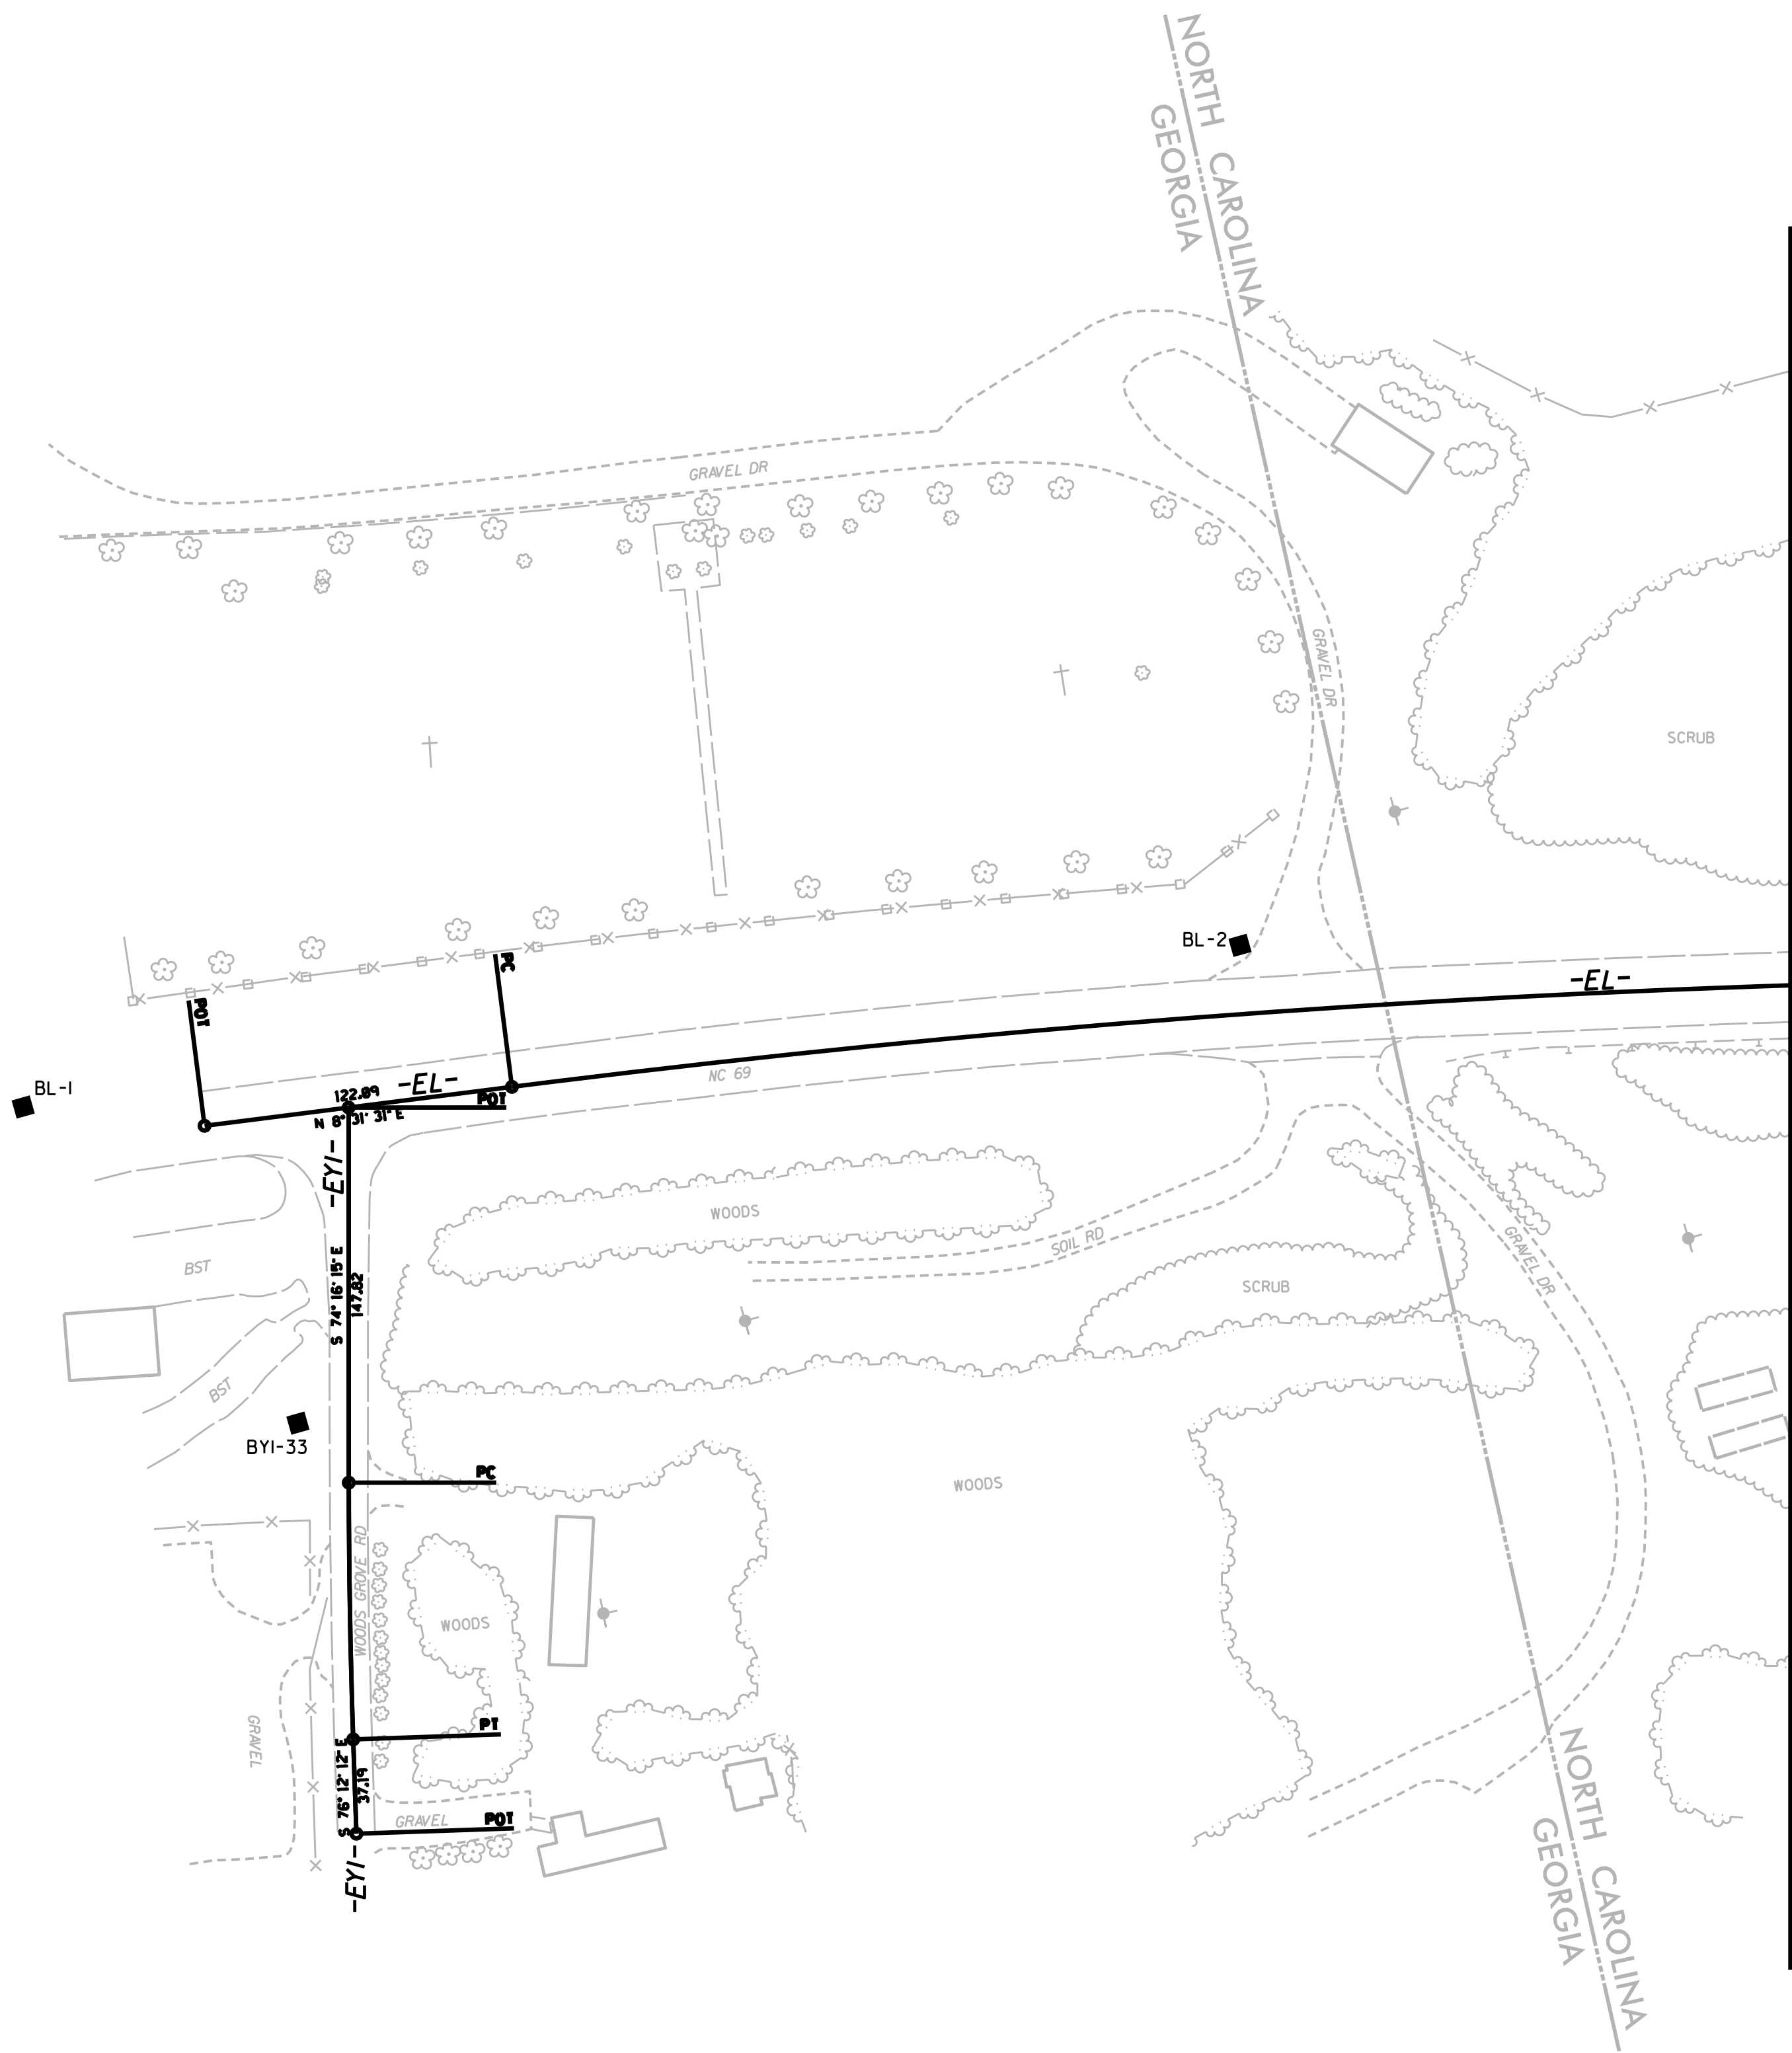 NORTH CAROLINA
GEORGIA
GRAVEL DR
GRAVEL DR
SCRUB
BL-2
-EL-
PC
POT
BL-1
NC 69
-EL-
122.09
POT
N 8° 31' 31" E
-EY1-
WOODS
SOIL RD
GRAVEL DR
BST
S 74° 16' 15" E
147.82
SCRUB
BST
BY1-33
PC
WOODS
WOODS GROVE RD
WOODS
PT
GRAVEL
S 76° 12' 12" E
37.19
GRAVEL
POT
-EY1-
NORTH CAROLINA
GEORGIA